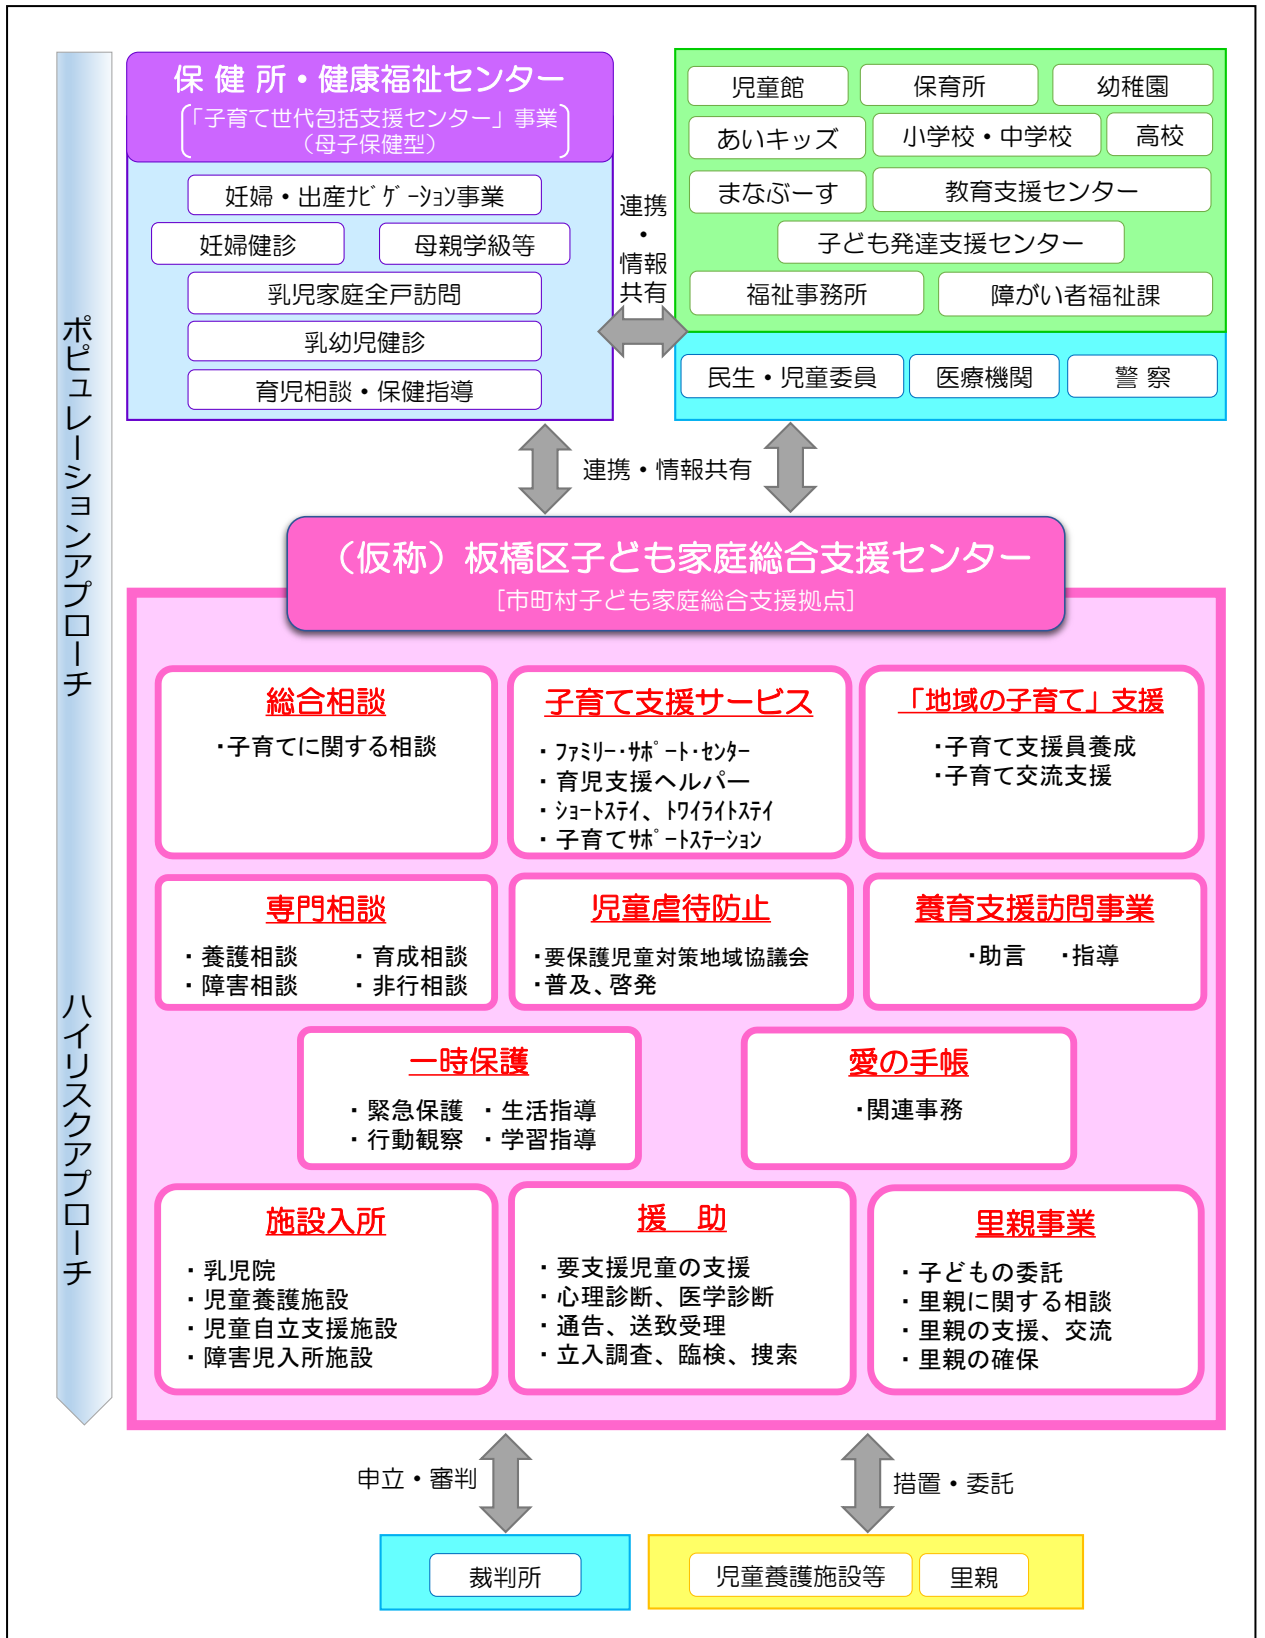 ポピュレーションアプローチ
ハイリスクアプローチ
保健所・健康福祉センター
「子育て世代包括支援センター」事業
（母子保健型）
妊婦・出産ﾅﾋﾞｹﾞｰｼｮﾝ事業
妊婦健診
母親学級等
乳児家庭全戸訪問
乳幼児健診
育児相談・保健指導
連携
・
情報
共有
児童館
保育所
幼稚園
あいキッズ
小学校・中学校
高校
まなぶーす
教育支援センター
子ども発達支援センター
福祉事務所
障がい者福祉課
民生・児童委員
医療機関
警察
連携・情報共有
（仮称）板橋区子ども家庭総合支援センター
［市町村子ども家庭総合支援拠点］
総合相談
・子育てに関する相談
子育て支援サービス
・ﾌｧﾐﾘｰ・ｻﾎﾟｰﾄ・ｾﾝﾀｰ
・育児支援ヘルパー
・ｼｮｰﾄｽﾃｲ、ﾄﾜｲﾗｲﾄｽﾃｲ
・子育てｻﾎﾟｰﾄｽﾃｰｼｮﾝ
「地域の子育て」支援
・子育て支援員養成
・子育て交流支援
専門相談
・養護相談 ・育成相談
・障害相談 ・非行相談
児童虐待防止
・要保護児童対策地域協議会
・普及、啓発
養育支援訪問事業
・助言 ・指導
一時保護
・緊急保護 ・生活指導
・行動観察 ・学習指導
愛の手帳
・関連事務
施設入所
・乳児院
・児童養護施設
・児童自立支援施設
・障害児入所施設
援　助
・要支援児童の支援
・心理診断、医学診断
・通告、送致受理
・立入調査、臨検、捜索
里親事業
・子どもの委託
・里親に関する相談
・里親の支援、交流
・里親の確保
申立・審判
措置・委託
裁判所
児童養護施設等
里親